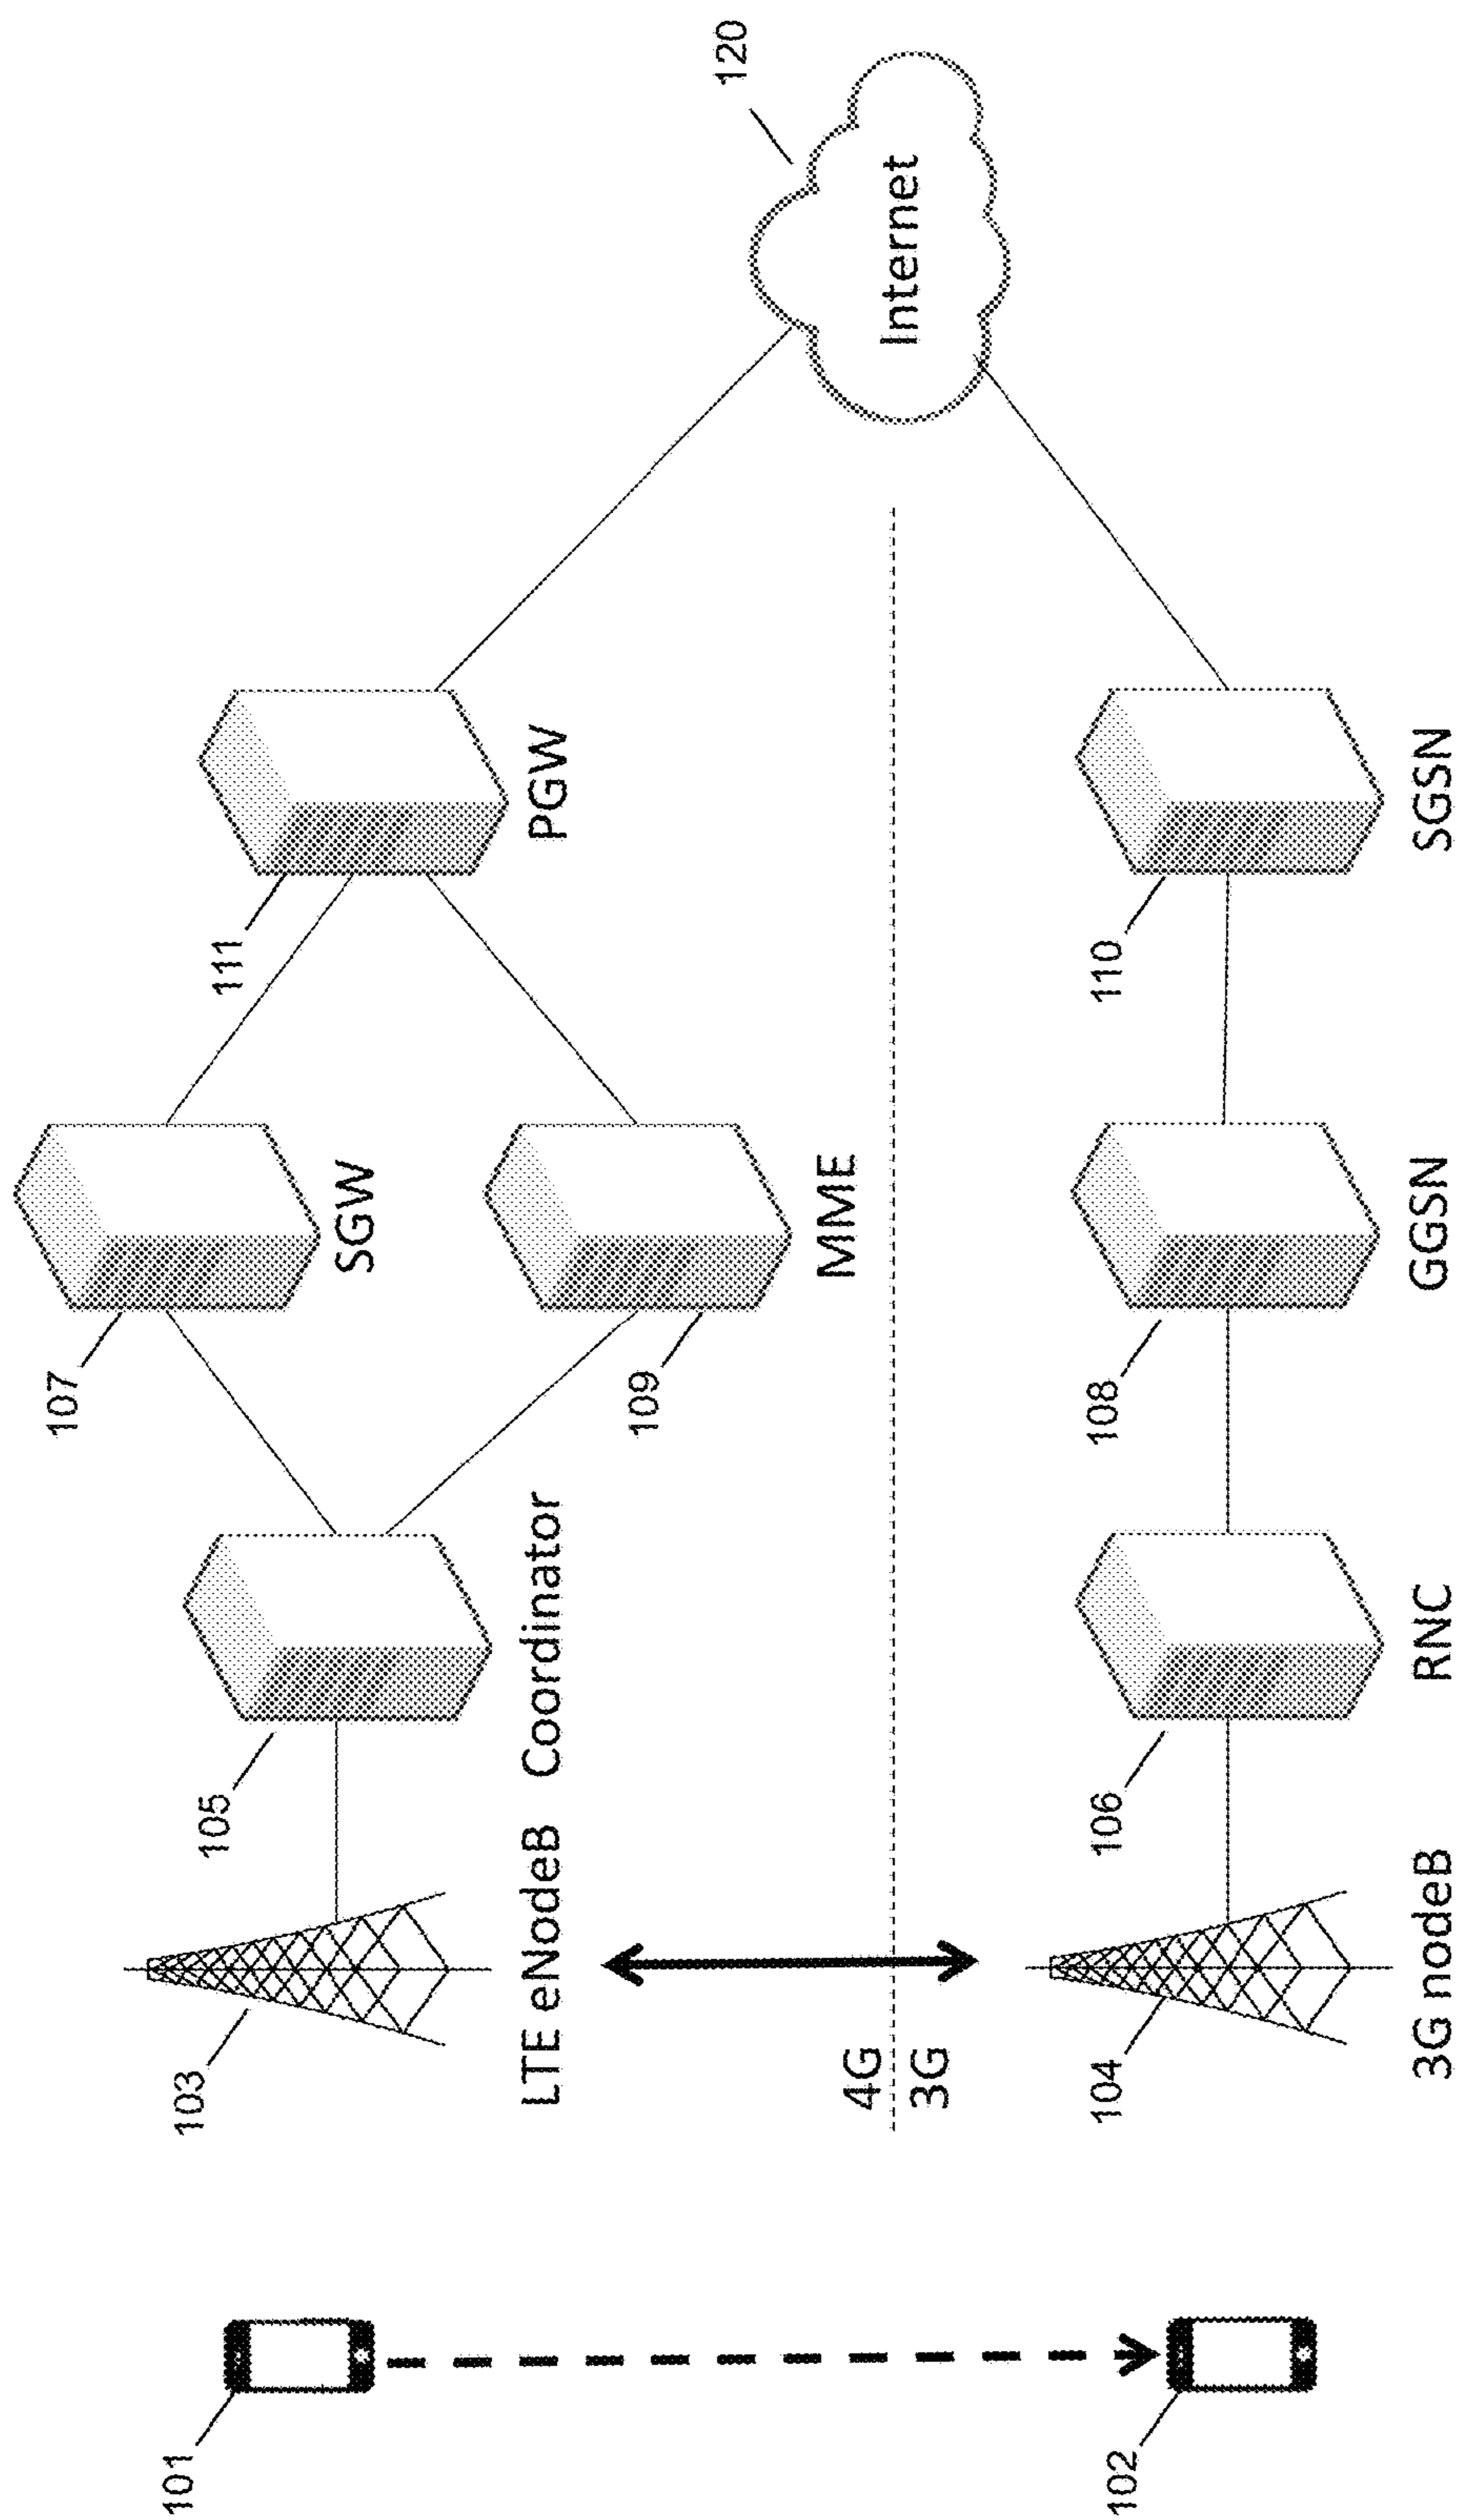 120
Internet
111
PGW
107
SGW
109
MME
105
Coordinator
103
LTE eNodeB
101
4G
3G
110
SGSN
108
GGSN
106
RNC
104
3G nodeB
102